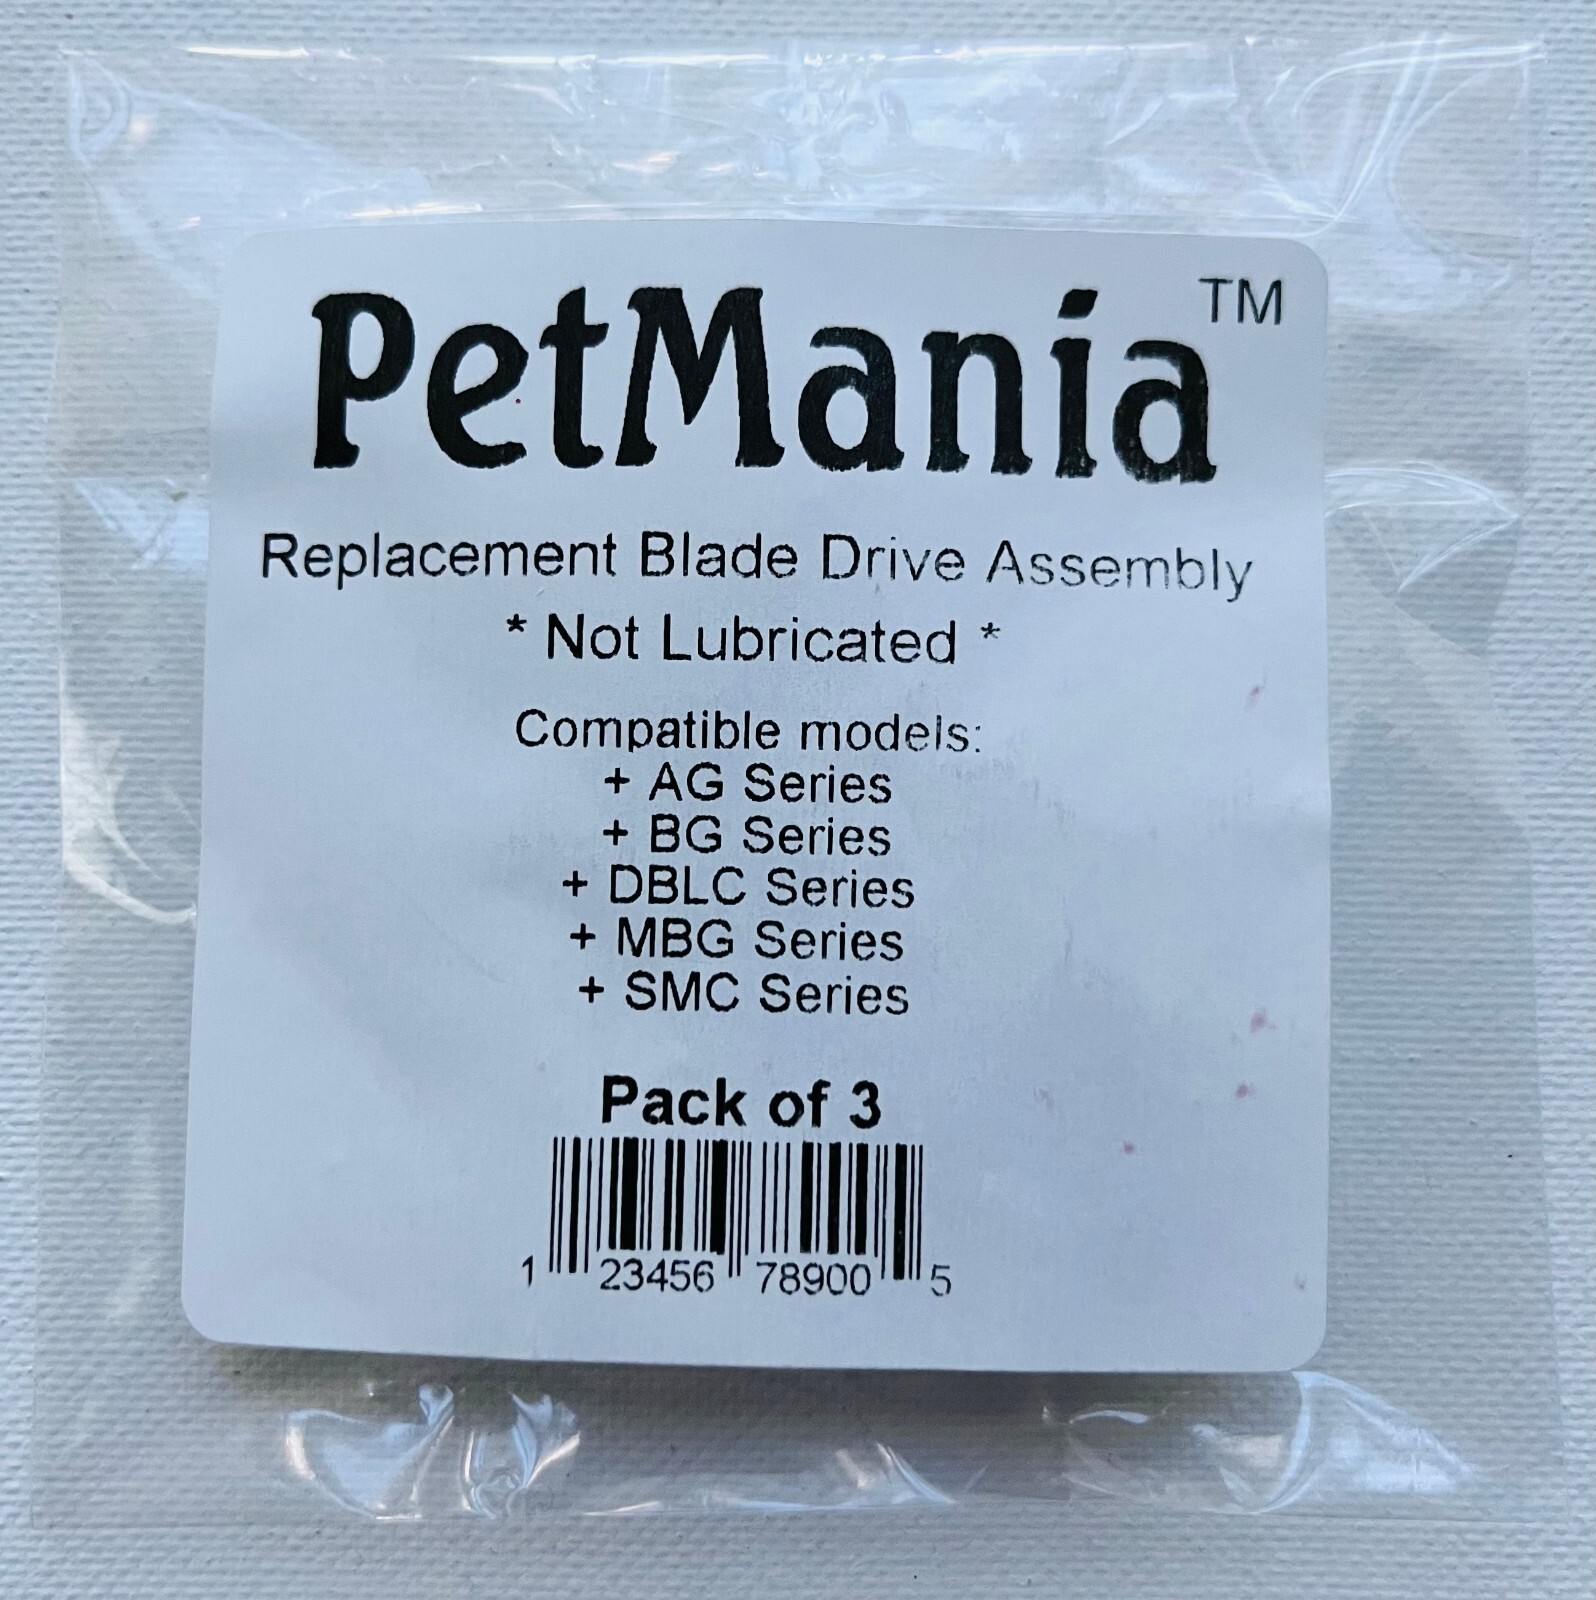 PetMania™
Replacement Blade Drive Assembly
* Not Lubricated *
Compatible models:
+ AG Series
+ BG Series
+ DBLC Series
+ MBG Series
+ SMC Series
Pack of 3
1 23456 78900 5